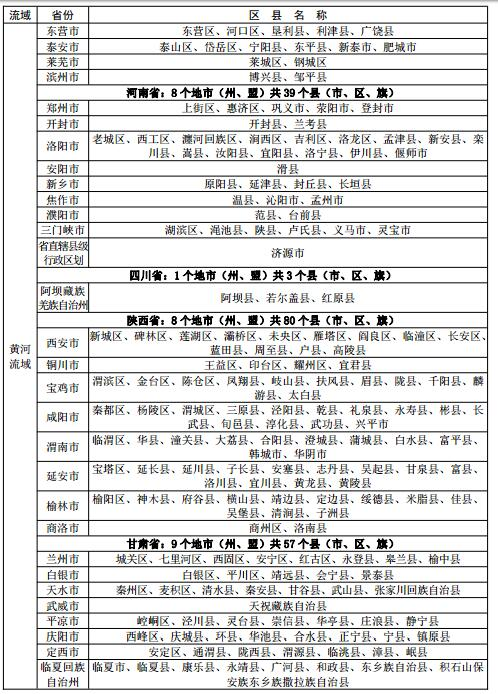 流域 省份 区 县 名 称
东营市 东营区、河口区、垦利县、利津县、广饶县
泰安市 泰山区、岱岳区、宁阳县、东平县、新泰市、肥城市
莱芜市 莱城区、钢城区
滨州市 博兴县、邹平县
河南省：8个地市（州、盟）共39个县（市、区、旗）
郑州市 上街区、惠济区、巩义市、荥阳市、登封市
开封市 开封县、兰考县
洛阳市 老城区、西工区、瀍河回族区、涧西区、吉利区、洛龙区、孟津县、新安县、栾
川县、嵩县、汝阳县、宜阳县、洛宁县、伊川县、偃师市
安阳市 滑县
新乡市 原阳县、延津县、封丘县、长垣县
焦作市 温县、沁阳市、孟州市
濮阳市 范县、台前县
三门峡市 湖滨区、渑池县、陕县、卢氏县、义马市、灵宝市
省直辖县级
行政区划 济源市
四川省：1个地市（州、盟）共3个县（市、区、旗）
阿坝藏族
羌族自治州 阿坝县、若尔盖县、红原县
陕西省：8个地市（州、盟）共80个县（市、区、旗）
黄河
流域
西安市 新城区、碑林区、莲湖区、灞桥区、未央区、雁塔区、阎良区、临潼区、长安区、
蓝田县、周至县、户县、高陵县
铜川市 王益区、印台区、耀州区、宜君县
宝鸡市 渭滨区、金台区、陈仓区、凤翔县、岐山县、扶风县、眉县、陇县、千阳县、麟
游县、太白县
咸阳市 秦都区、杨陵区、渭城区、三原县、泾阳县、乾县、礼泉县、永寿县、彬县、长
武县、旬邑县、淳化县、武功县、兴平市
渭南市 临渭区、华县、潼关县、大荔县、合阳县、澄城县、蒲城县、白水县、富平县、
韩城市、华阴市
延安市 宝塔区、延长县、延川县、子长县、安塞县、志丹县、吴起县、甘泉县、富县、
洛川县、宜川县、黄龙县、黄陵县
榆林市 榆阳区、神木县、府谷县、横山县、靖边县、定边县、绥德县、米脂县、佳县、
吴堡县、清涧县、子洲县
商洛市 商州区、洛南县
甘肃省：9个地市（州、盟）共57个县（市、区、旗）
兰州市 城关区、七里河区、西固区、安宁区、红古区、永登县、皋兰县、榆中县
白银市 白银区、平川区、靖远县、会宁县、景泰县
天水市 秦州区、麦积区、清水县、秦安县、甘谷县、武山县、张家川回族自治县
武威市 天祝藏族自治县
平凉市 崆峒区、泾川县、灵台县、崇信县、华亭县、庄浪县、静宁县
庆阳市 西峰区、庆城县、环县、华池县、合水县、正宁县、宁县、镇原县
定西市 安定区、通渭县、陇西县、渭源县、临洮县、漳县、岷县
临夏回族
自治州 临夏市、临夏县、康乐县、永靖县、广河县、和政县、东乡族自治县、积石山保
安族东乡族撒拉族自治县